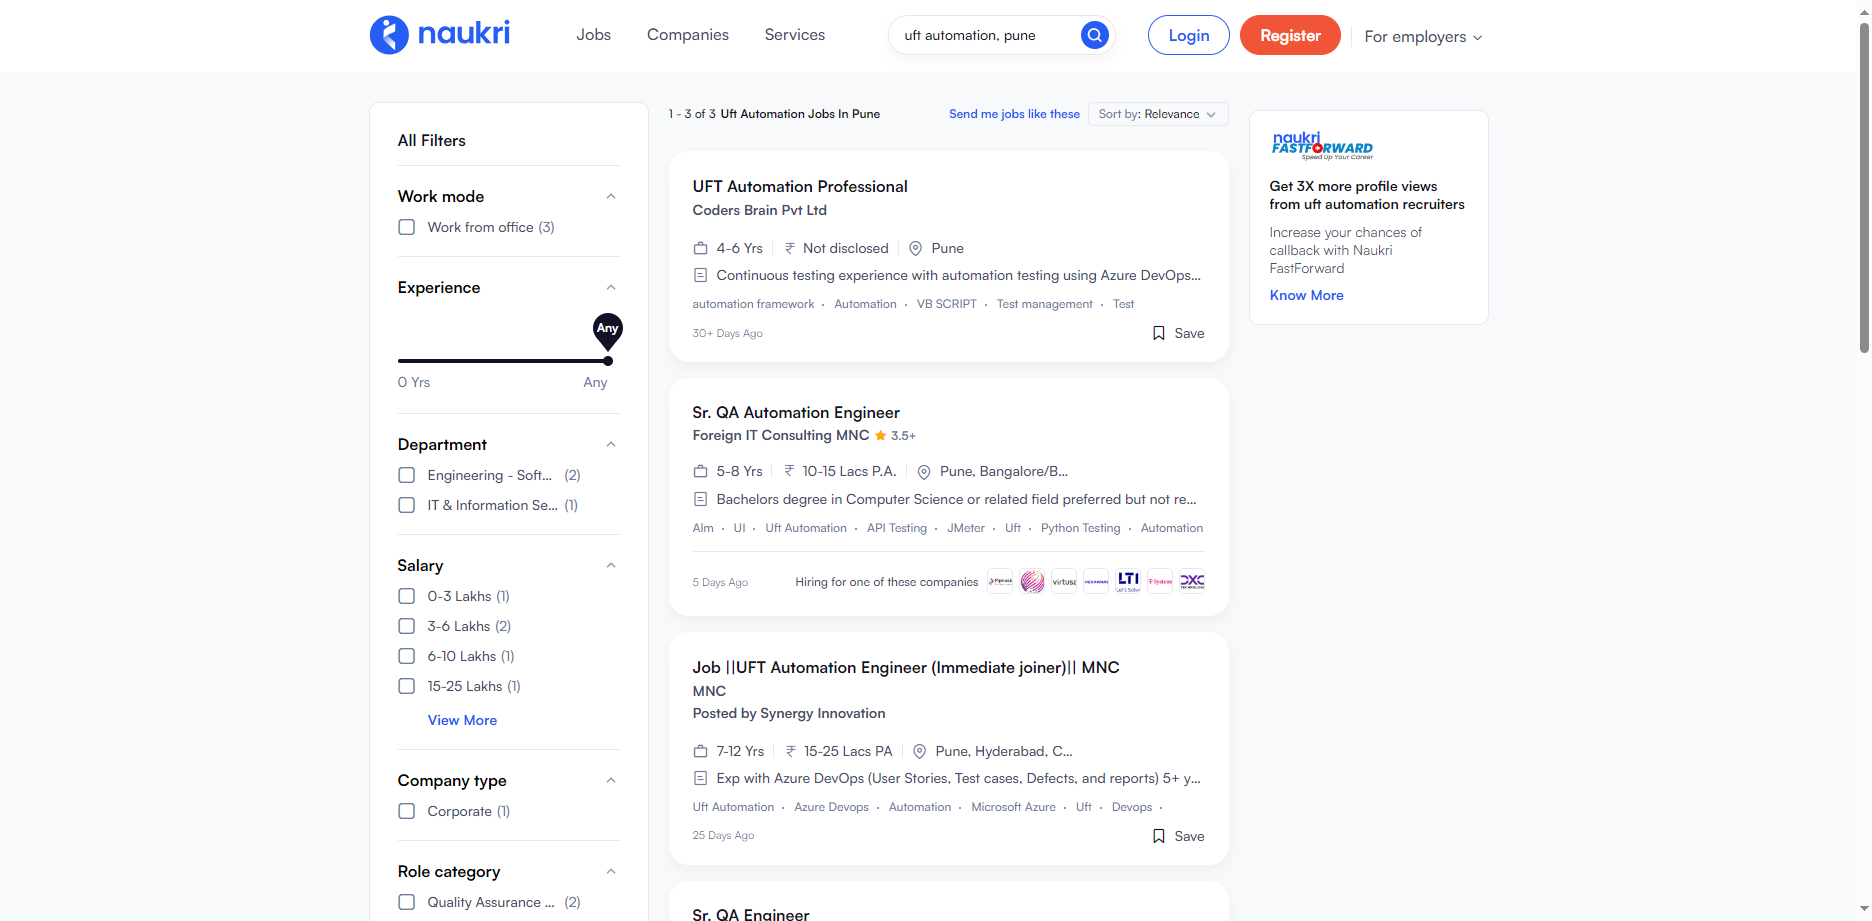 naukri
Jobs
Companies
Services
uft automation, pune
Login
Register
For employers
All Filters
Work mode
Work from office (3)
Experience
Any
0 Yrs
Any
Department
Engineering - Soft... (2)
IT & Information Se... (1)
Salary
0-3 Lakhs (1)
3-6 Lakhs (2)
6-10 Lakhs (1)
15-25 Lakhs (1)
View More
Company type
Corporate (1)
Role category
Quality Assurance ... (2)
1 - 3 of 3 Uft Automation Jobs In Pune
Send me jobs like these
Sort by: Relevance
UFT Automation Professional
Coders Brain Pvt Ltd
4-6 Yrs
₹ Not disclosed
Pune
Continuous testing experience with automation testing using Azure DevOps...
automation framework · Automation · VB SCRIPT · Test management · Test
30+ Days Ago
Save
Sr. QA Automation Engineer
Foreign IT Consulting MNC ★ 3.5+
5-8 Yrs
₹ 10-15 Lacs P.A.
Pune, Bangalore/B...
Bachelors degree in Computer Science or related field preferred but not re...
Alm · UI · Uft Automation · API Testing · JMeter · Uft · Python Testing · Automation
5 Days Ago
Hiring for one of these companies
Mphasis
virtusa
HEXAWARE
LTI
Let's Solve
T Systems
DXC
TECHNOLOGY
Job ||UFT Automation Engineer (Immediate joiner)|| MNC
MNC
Posted by Synergy Innovation
7-12 Yrs
₹ 15-25 Lacs PA
Pune, Hyderabad, C...
Exp with Azure DevOps (User Stories, Test cases, Defects, and reports) 5+ y...
Uft Automation · Azure Devops · Automation · Microsoft Azure · Uft · Devops ·
25 Days Ago
Save
Sr. QA Engineer
naukri
FASTFORWARD
Speed Up Your Career
Get 3X more profile views
from uft automation recruiters
Increase your chances of
callback with Naukri
FastForward
Know More